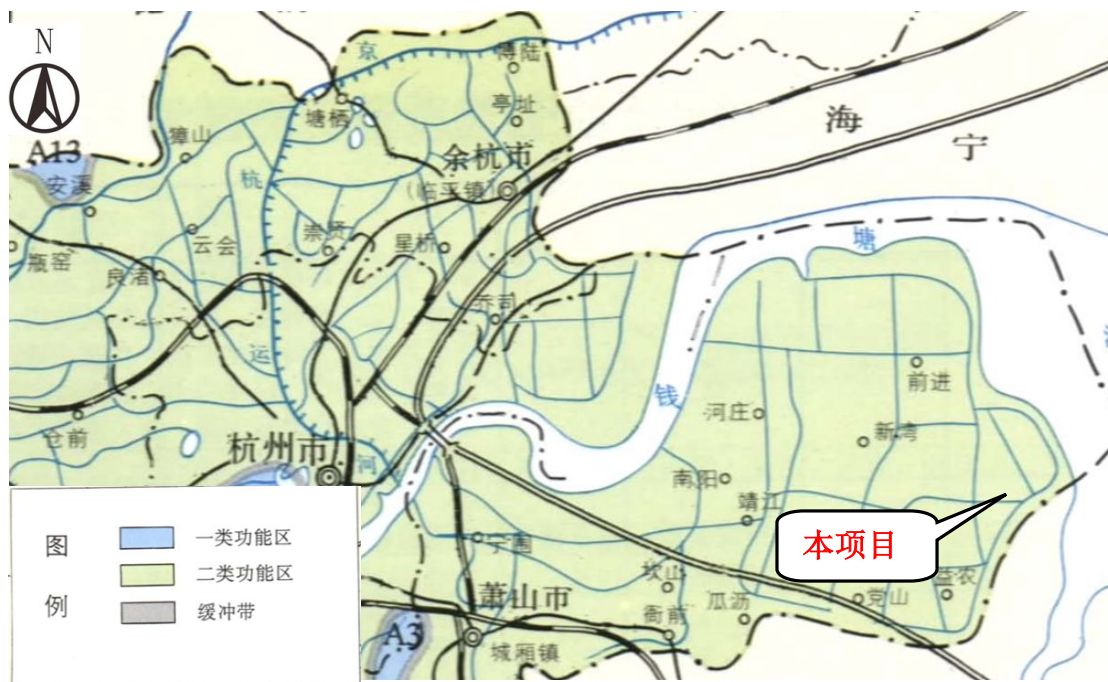 N
京
博陆
塘栖
亭址
獐山
海
宁
A13
安溪
余杭市
(临平镇)
杭
云会
崇贤
星桥
塘
瓶窑
良渚
乔司
运
前进
钱
河庄
仓前
新湾
杭州市
河
南阳
靖江
本项目
图
例
一类功能区
二类功能区
缓冲带
宁围
坎山
益农
萧山市
衙前
瓜沥
党山
A3
城厢镇